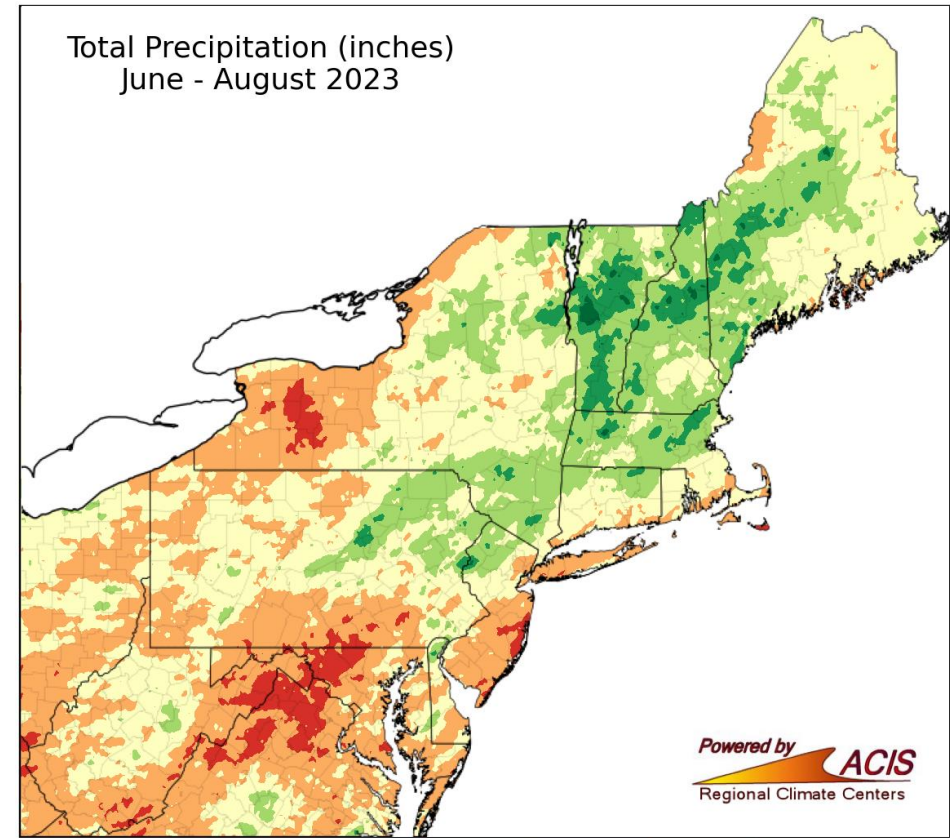 Total Precipitation (inches)
June - August 2023
Powered by
ACIS
Regional Climate Centers